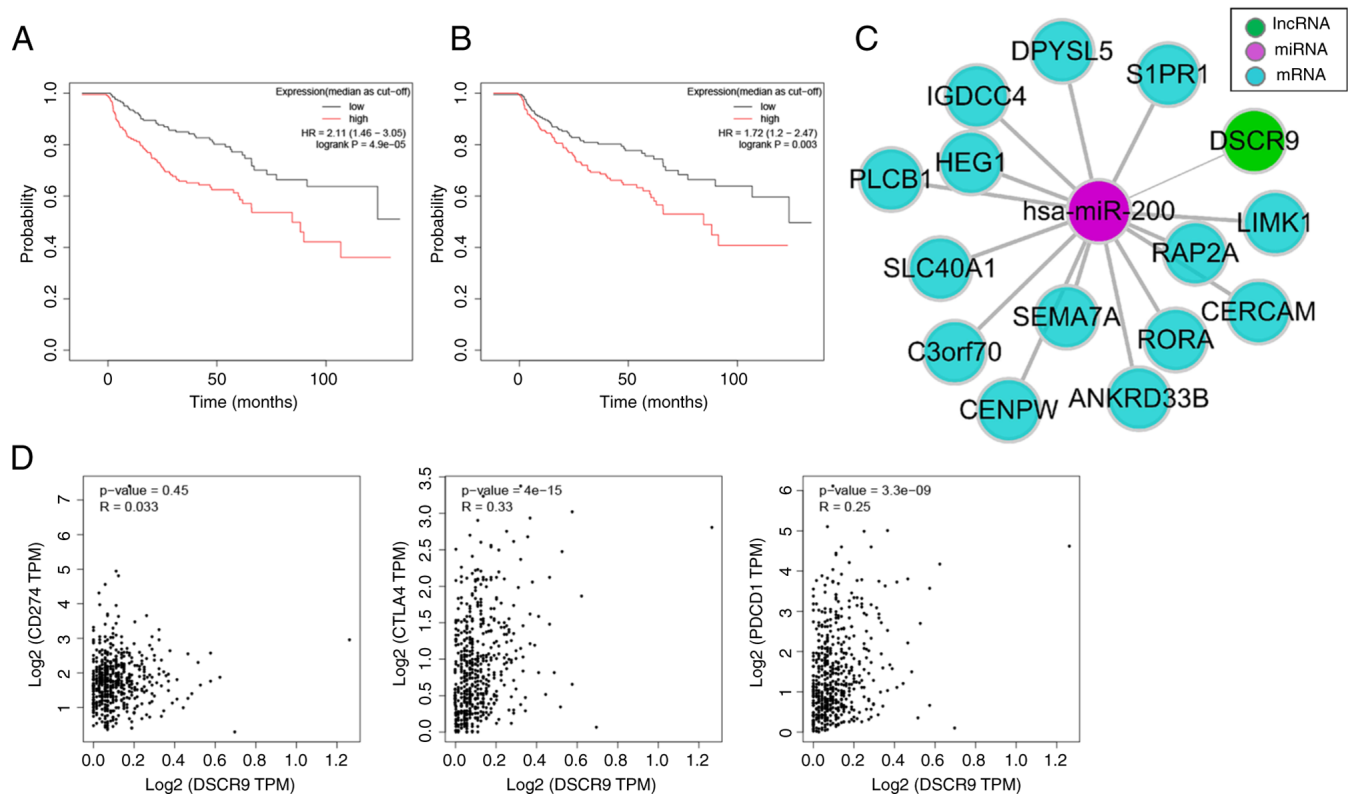 A
Expression(median as cut-off)
low
high
HR = 2.11 (1.46 − 3.05)
logrank P = 4.9e−05
Probability
1.0
0.8
0.6
0.4
0.2
0.0
0 50 100
Time (months)
B
Expression(median as cut-off)
low
high
HR = 1.72 (1.2 − 2.47)
logrank P = 0.003
Probability
1.0
0.8
0.6
0.4
0.2
0.0
0 50 100
Time (months)
C
lncRNA
miRNA
mRNA
DPYSL5
S1PR1
IGDCC4
DSCR9
HEG1
PLCB1
hsa-miR-200
LIMK1
RAP2A
SLC40A1
CERCAM
SEMA7A
RORA
C3orf70
ANKRD33B
CENPW
D
p−value = 0.45
R = 0.033
Log2 (CD274 TPM)
7
6
5
4
3
2
1
0.0 0.2 0.4 0.6 0.8 1.0 1.2
Log2 (DSCR9 TPM)
p−value = 4e−15
R = 0.33
Log2 (CTLA4 TPM)
3.5
3.0
2.5
2.0
1.5
1.0
0.5
0.0
0.0 0.2 0.4 0.6 0.8 1.0 1.2
Log2 (DSCR9 TPM)
p−value = 3.3e−09
R = 0.25
Log2 (PDCD1 TPM)
6
5
4
3
2
1
0
0.0 0.2 0.4 0.6 0.8 1.0 1.2
Log2 (DSCR9 TPM)